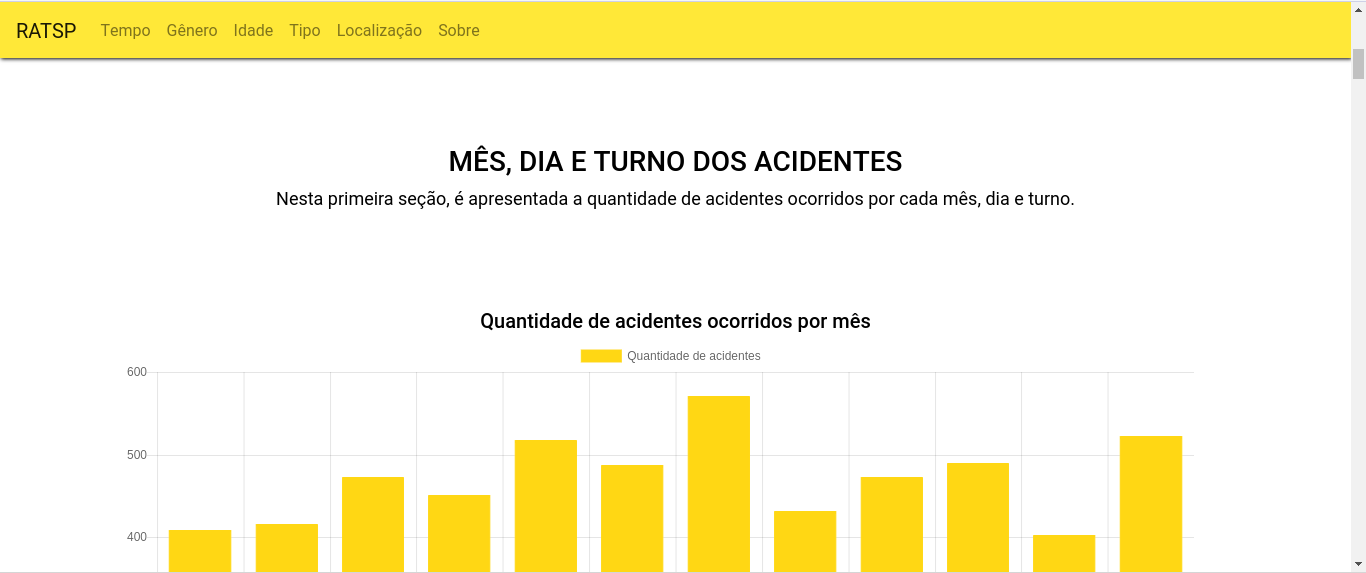 RATSP Tempo Gênero Idade Tipo Localização Sobre
MÊS, DIA E TURNO DOS ACIDENTES
Nesta primeira seção, é apresentada a quantidade de acidentes ocorridos por cada mês, dia e turno.
Quantidade de acidentes ocorridos por mês
Quantidade de acidentes
600
500
400